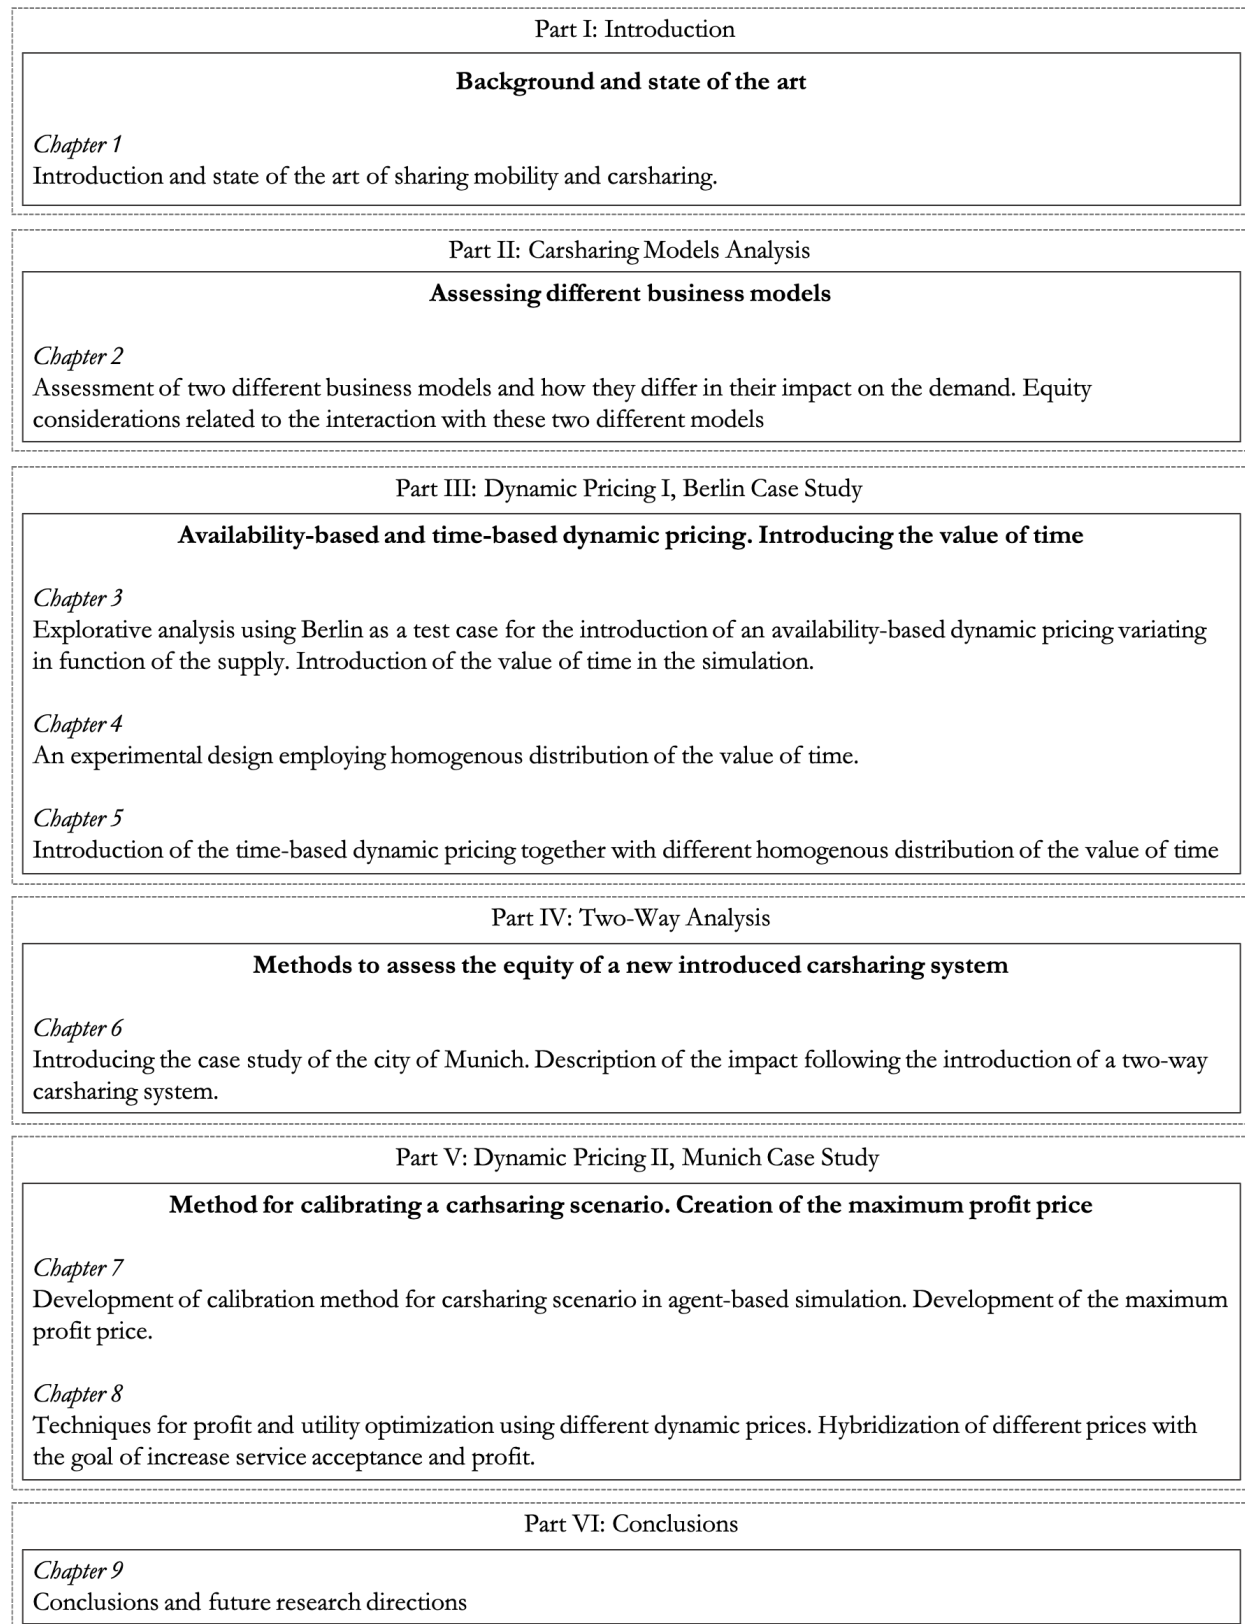 Part I: Introduction
Background and state of the art
Chapter 1
Introduction and state of the art of sharing mobility and carsharing.
Part II: Carsharing Models Analysis
Assessing different business models
Chapter 2
Assessment of two different business models and how they differ in their impact on the demand. Equity
considerations related to the interaction with these two different models
Part III: Dynamic Pricing I, Berlin Case Study
Availability-based and time-based dynamic pricing. Introducing the value of time
Chapter 3
Explorative analysis using Berlin as a test case for the introduction of an availability-based dynamic pricing variating
in function of the supply. Introduction of the value of time in the simulation.
Chapter 4
An experimental design employing homogenous distribution of the value of time.
Chapter 5
Introduction of the time-based dynamic pricing together with different homogenous distribution of the value of time
Part IV: Two-Way Analysis
Methods to assess the equity of a new introduced carsharing system
Chapter 6
Introducing the case study of the city of Munich. Description of the impact following the introduction of a two-way
carsharing system.
Part V: Dynamic Pricing II, Munich Case Study
Method for calibrating a carhsaring scenario. Creation of the maximum profit price
Chapter 7
Development of calibration method for carsharing scenario in agent-based simulation. Development of the maximum
profit price.
Chapter 8
Techniques for profit and utility optimization using different dynamic prices. Hybridization of different prices with
the goal of increase service acceptance and profit.
Part VI: Conclusions
Chapter 9
Conclusions and future research directions